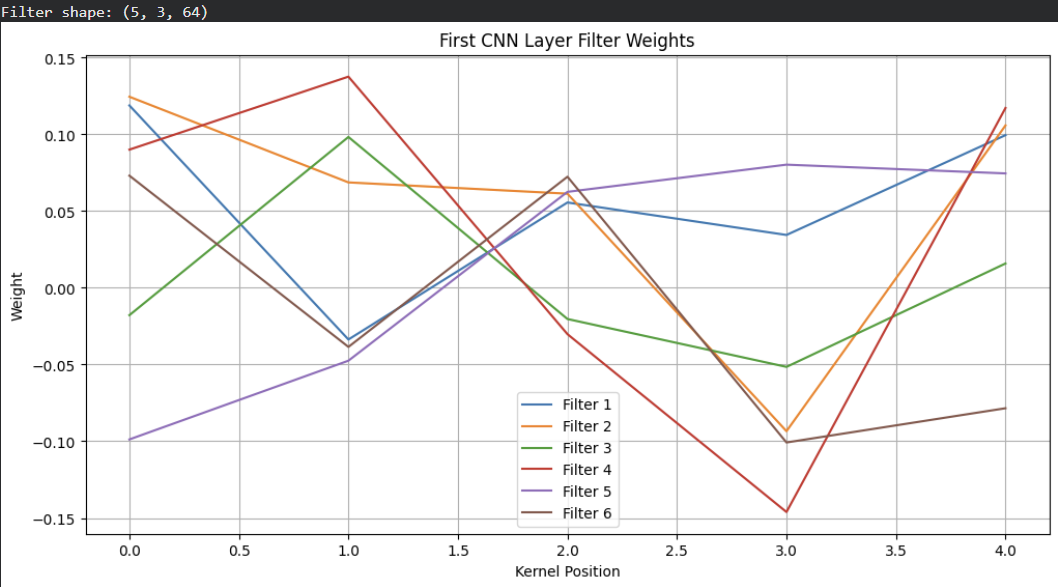 Filter shape: (5, 3, 64)
First CNN Layer Filter Weights
0.15
0.10
0.05
0.00
−0.05
−0.10
−0.15
Weight
Filter 1
Filter 2
Filter 3
Filter 4
Filter 5
Filter 6
0.0 0.5 1.0 1.5 2.0 2.5 3.0 3.5 4.0
Kernel Position